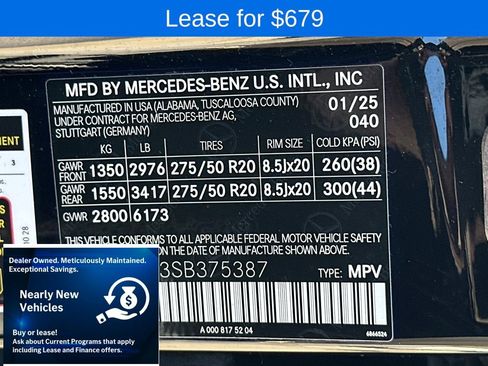 Lease for $679
MFD BY MERCEDES-BENZ U.S. INTL., INC
MANUFACTURED IN USA (ALABAMA, TUSCALOOSA COUNTY)
UNDER CONTRACT FOR MERCEDES-BENZ AG,
STUTTGART (GERMANY)
01/25
040
KG LB TIRES RIM SIZE COLD KPA (PSI)
GAWR FRONT 1350 2976 275/50 R20 8.5Jx20 260(38)
GAWR REAR 1550 3417 275/50 R20 8.5Jx20 300(44)
GWR 2800 6173
CONFORMS TO ALL APPLICABLE FEDERAL MOTOR VEHICLE SAFETY
OF MANUFACTURE SHOWN ABOVE.
3SB375387 TYPE: MPV
A 000 817 52 04
6866524
Dealer Owned. Meticulously Maintained.
Exceptional Savings.
Nearly New
Vehicles
Buy or lease!
Ask about Current Programs that apply
including Lease and Finance offers.